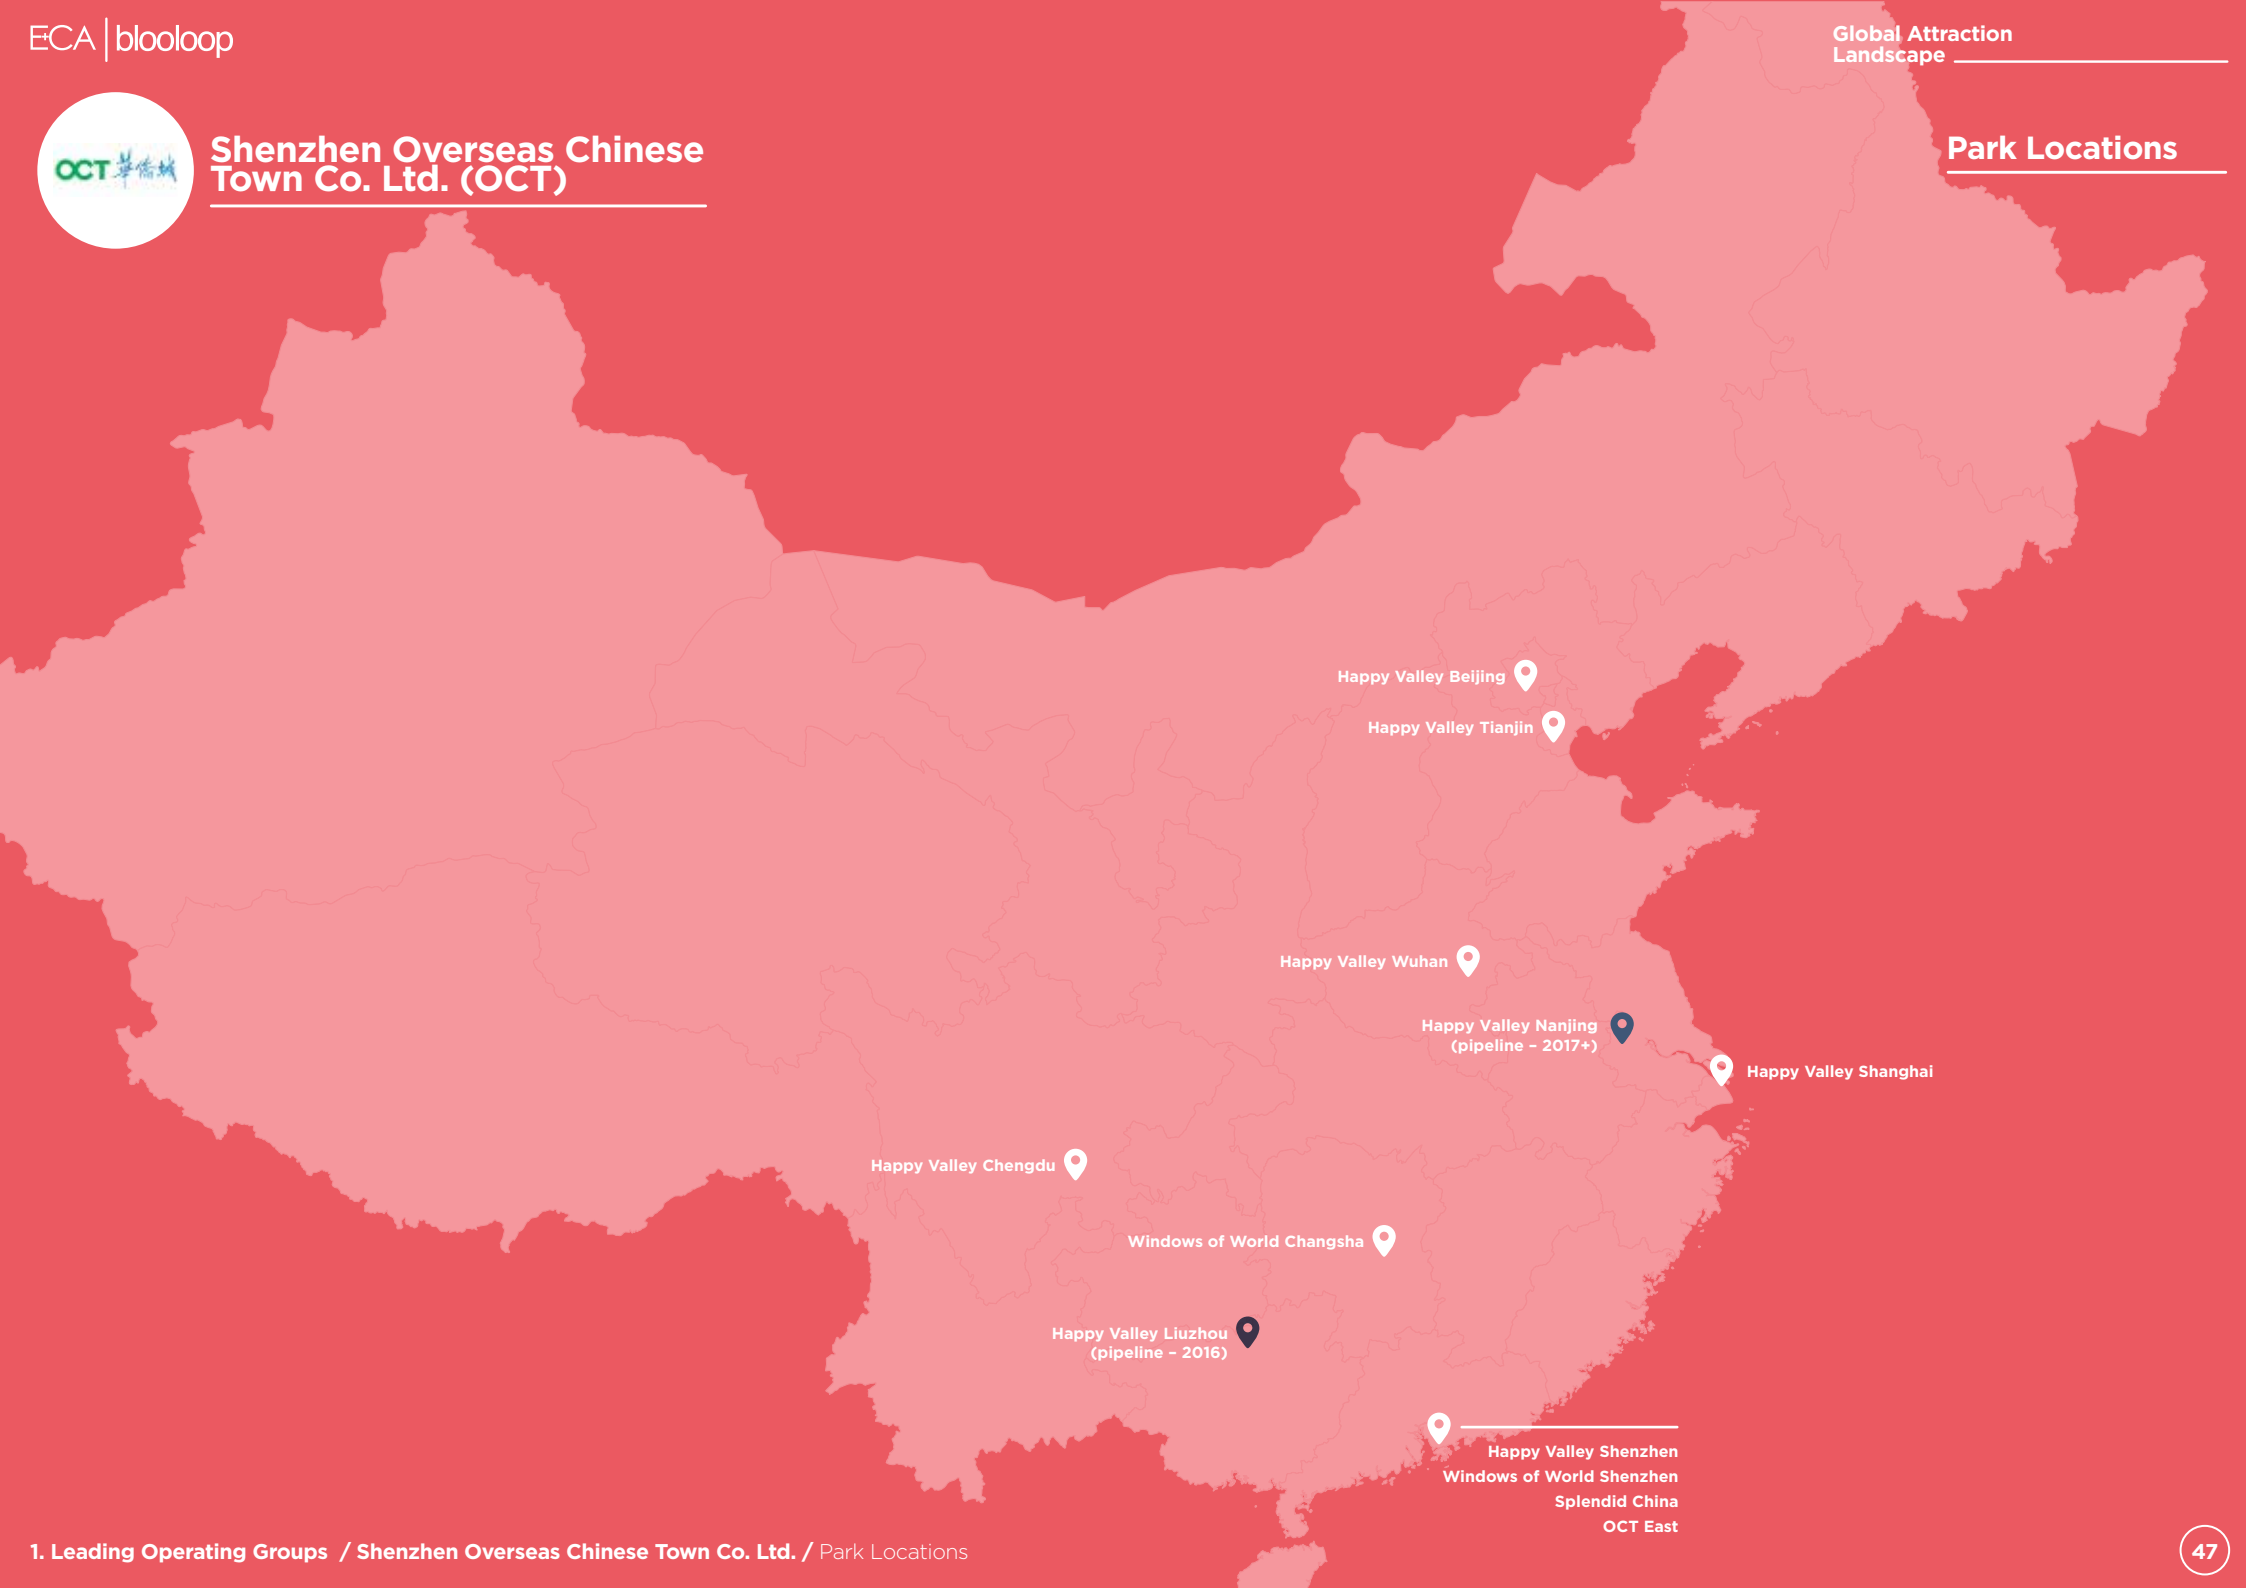 ECA | blooloop
Global Attraction
Landscape
OCT 華僑城
Shenzhen Overseas Chinese
Town Co. Ltd. (OCT)
Park Locations
Happy Valley Beijing
Happy Valley Tianjin
Happy Valley Wuhan
Happy Valley Nanjing
(pipeline – 2017+)
Happy Valley Shanghai
Happy Valley Chengdu
Windows of World Changsha
Happy Valley Liuzhou
(pipeline – 2016)
Happy Valley Shenzhen
Windows of World Shenzhen
Splendid China
OCT East
1. Leading Operating Groups / Shenzhen Overseas Chinese Town Co. Ltd. / Park Locations
47